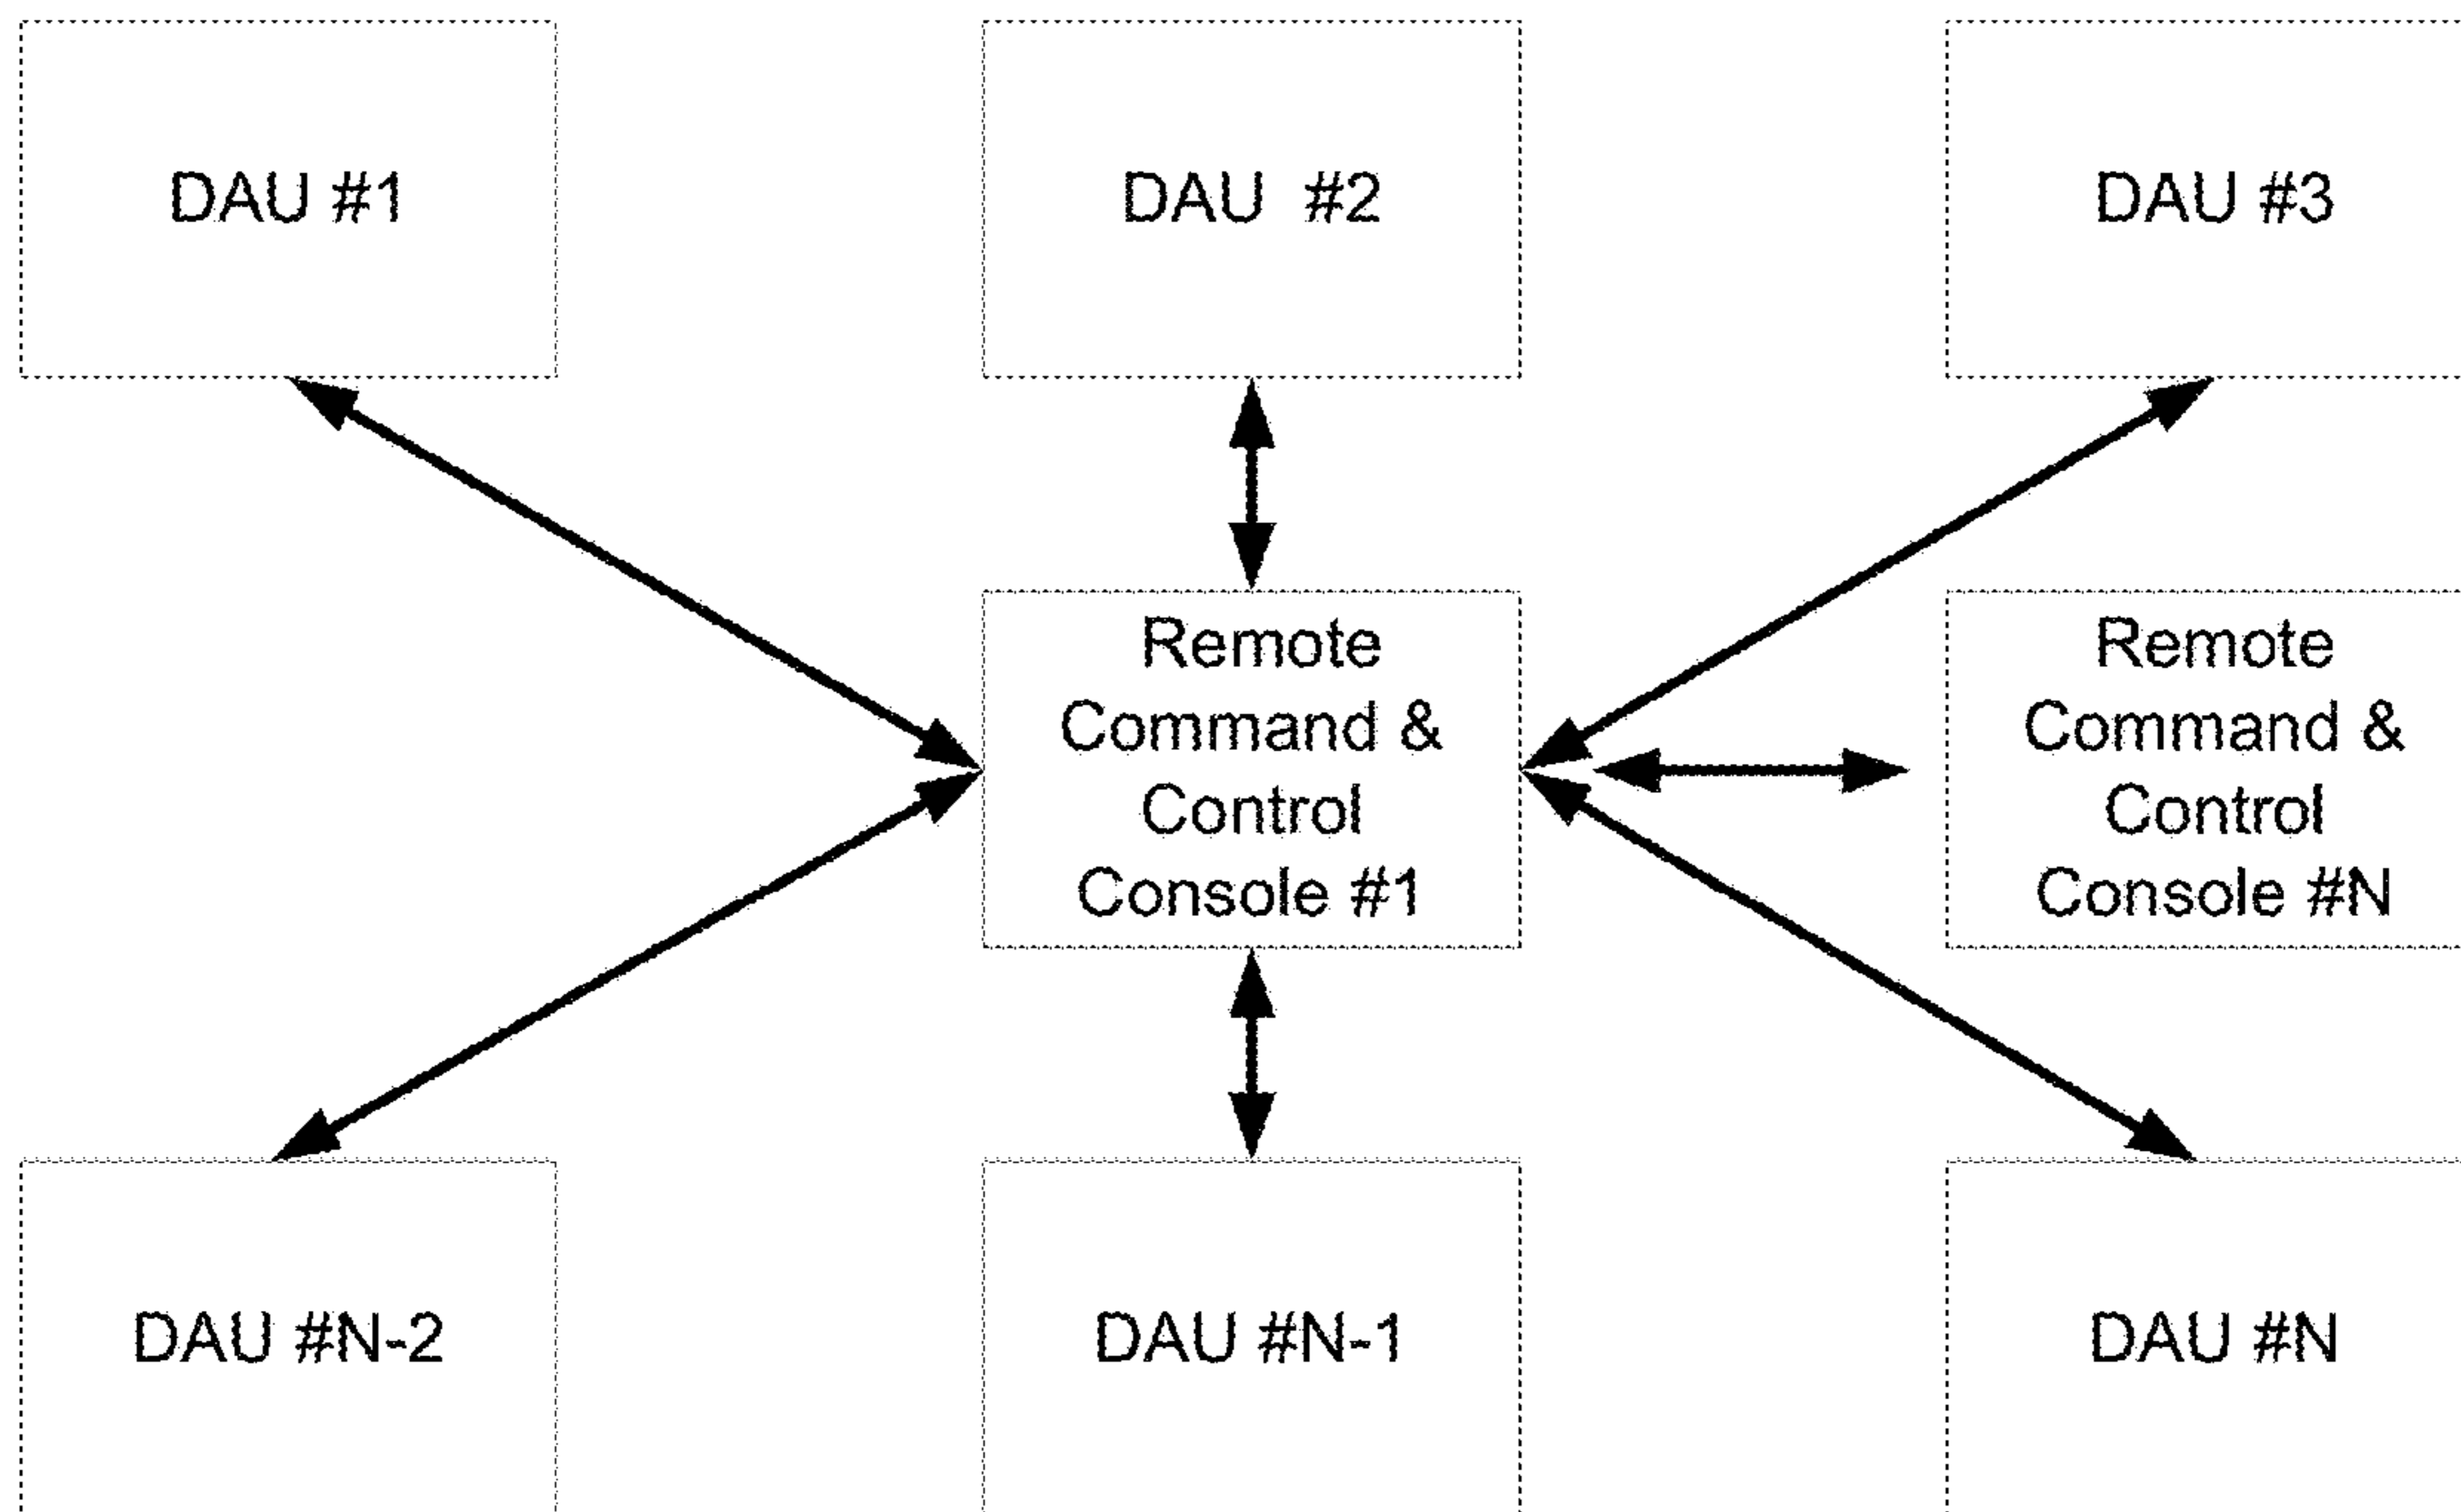 DAU #1
DAU #2
DAU #3
Remote
Command &
Control
Console #1
Remote
Command &
Control
Console #N
DAU #N-2
DAU #N-1
DAU #N